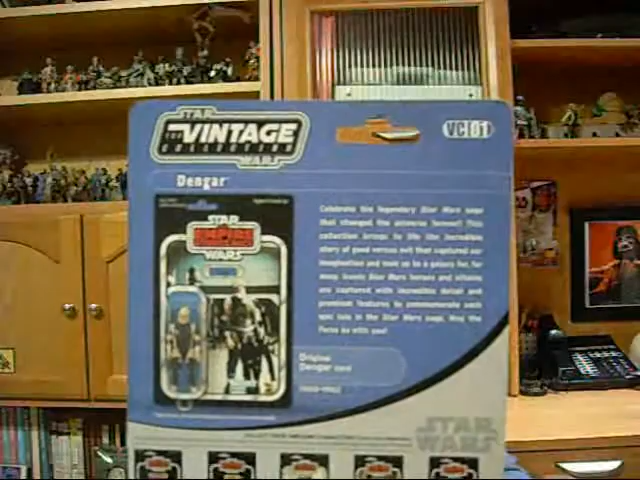 STAR
THE VINTAGE
COLLECTION
WARS
VC01
Dengar
Celebrate the legendary Star Wars saga
that changed the universe forever! This
collection brings to life the incredible
story of good versus evil that captured our
imagination and took us to a galaxy far, far
away. Iconic Star Wars heroes and villains
are captured with incredible detail and
premium features to commemorate each
epic tale in the Star Wars saga. May the
Force be with you!
STAR
EMPIRE
WARS
Original
Dengar card
STAR
WARS